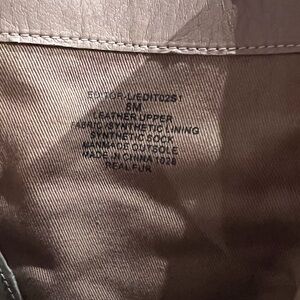 EDITOR-L/EDIT02S1
8M
LEATHER UPPER
FABRIC/SYNTHETIC LINING
SYNTHETIC SOCK
MANMADE OUTSOLE
MADE IN CHINA 1028
REAL FUR